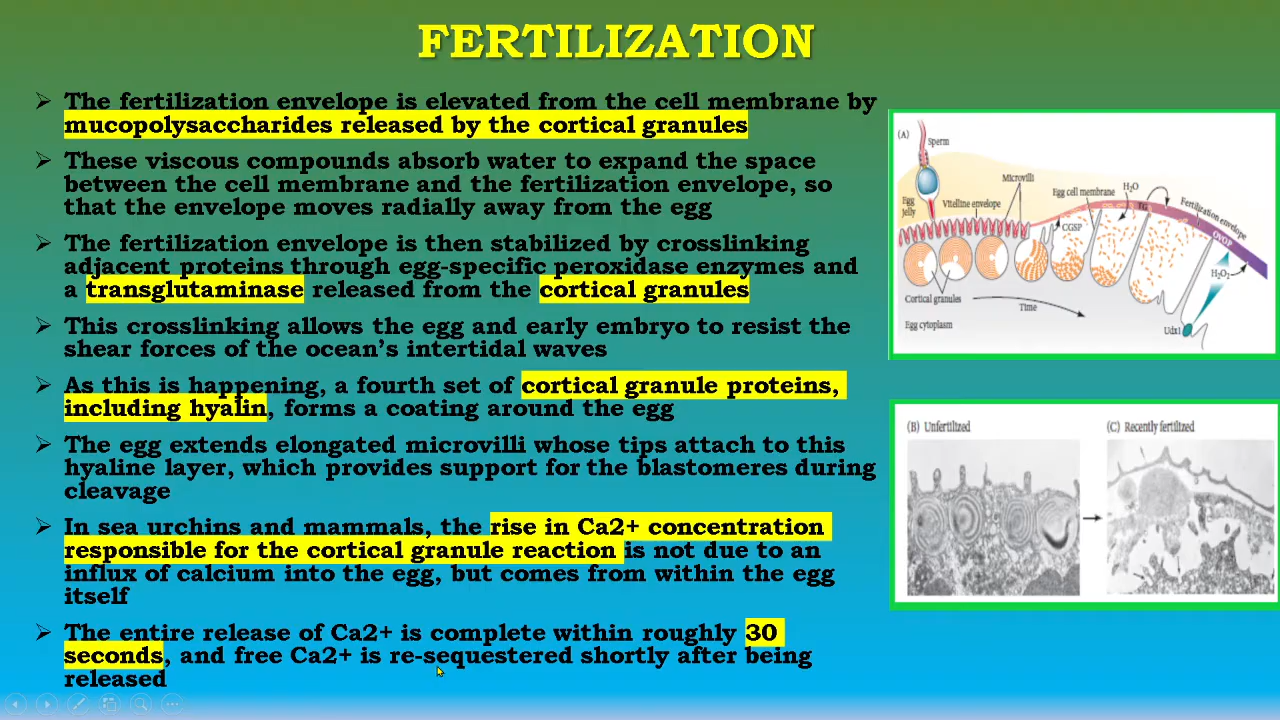 FERTILIZATION
The fertilization envelope is elevated from the cell membrane by
mucopolysaccharides released by the cortical granules
These viscous compounds absorb water to expand the space
between the cell membrane and the fertilization envelope, so
that the envelope moves radially away from the egg
The fertilization envelope is then stabilized by crosslinking
adjacent proteins through egg-specific peroxidase enzymes and
a transglutaminase released from the cortical granules
This crosslinking allows the egg and early embryo to resist the
shear forces of the ocean's intertidal waves
As this is happening, a fourth set of cortical granule proteins,
including hyalin, forms a coating around the egg
The egg extends elongated microvilli whose tips attach to this
hyaline layer, which provides support for the blastomeres during
cleavage
In sea urchins and mammals, the rise in Ca2+ concentration
responsible for the cortical granule reaction is not due to an
influx of calcium into the egg, but comes from within the egg
itself
The entire release of Ca2+ is complete within roughly 30
seconds, and free Ca2+ is re-sequestered shortly after being
released
(A)
Sperm
Microvilli
Egg cell membrane
H2O
Egg
Jelly
Vitelline envelope
TG
Fertilization envelope
CGSP
OVOP
H2O2
Cortical granules
Time
Egg cytoplasm
Udx1
(B) Unfertilized
(C) Recently fertilized